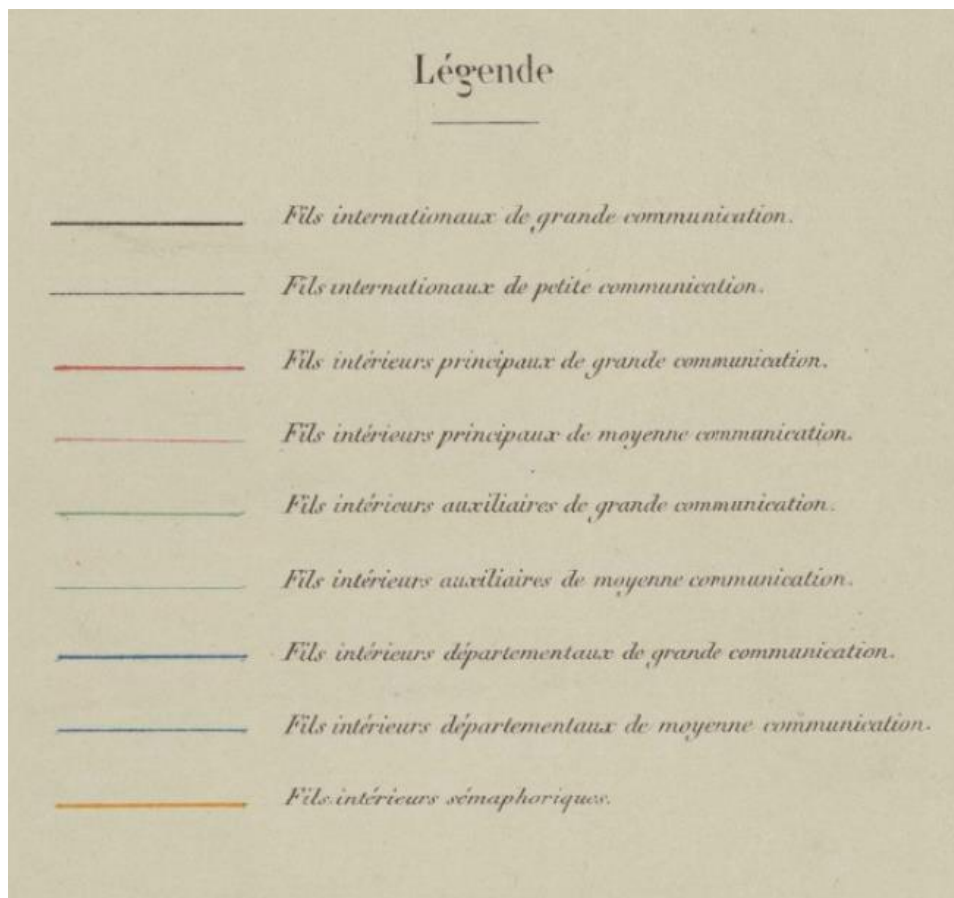 Légende
Fils internationaux de grande communication.
Fils internationaux de petite communication.
Fils intérieurs principaux de grande communication.
Fils intérieurs principaux de moyenne communication.
Fils intérieurs auxiliaires de grande communication.
Fils intérieurs auxiliaires de moyenne communication.
Fils intérieurs départementaux de grande communication.
Fils intérieurs départementaux de moyenne communication.
Fils intérieurs sémaphoriques.